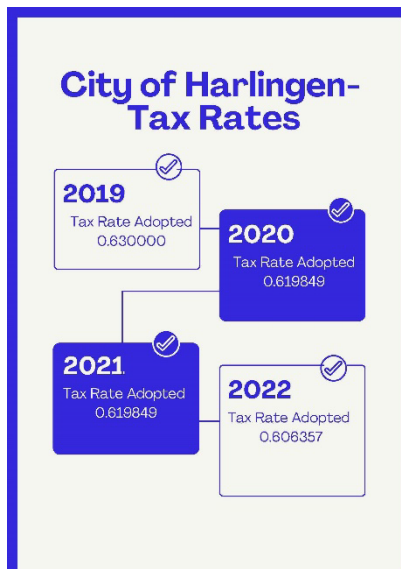 City of Harlingen-
Tax Rates
2019
Tax Rate Adopted
0.630000
2020
Tax Rate Adopted
0.619849
2021
Tax Rate Adopted
0.619849
2022
Tax Rate Adopted
0.606357